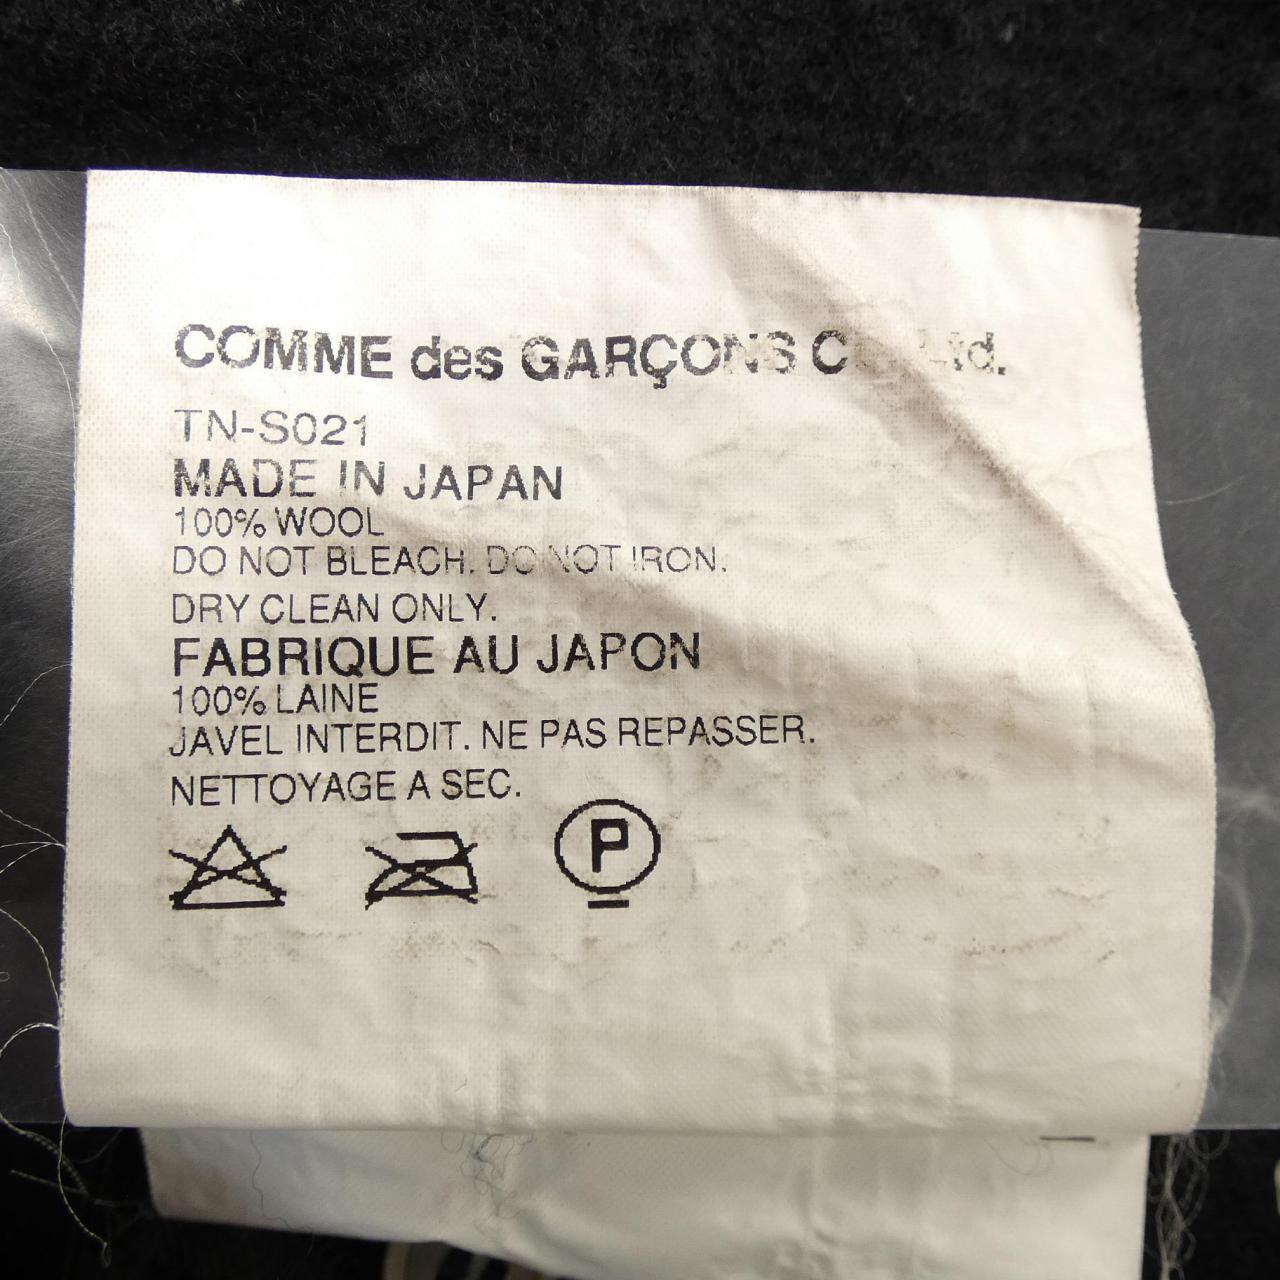 COMME des GARÇONS Ltd.
TN-S021
MADE IN JAPAN
100% WOOL
DO NOT BLEACH. DO NOT IRON.
DRY CLEAN ONLY.
FABRIQUE AU JAPON
100% LAINE
JAVEL INTERDIT. NE PAS REPASSER.
NETTOYAGE A SEC.
P